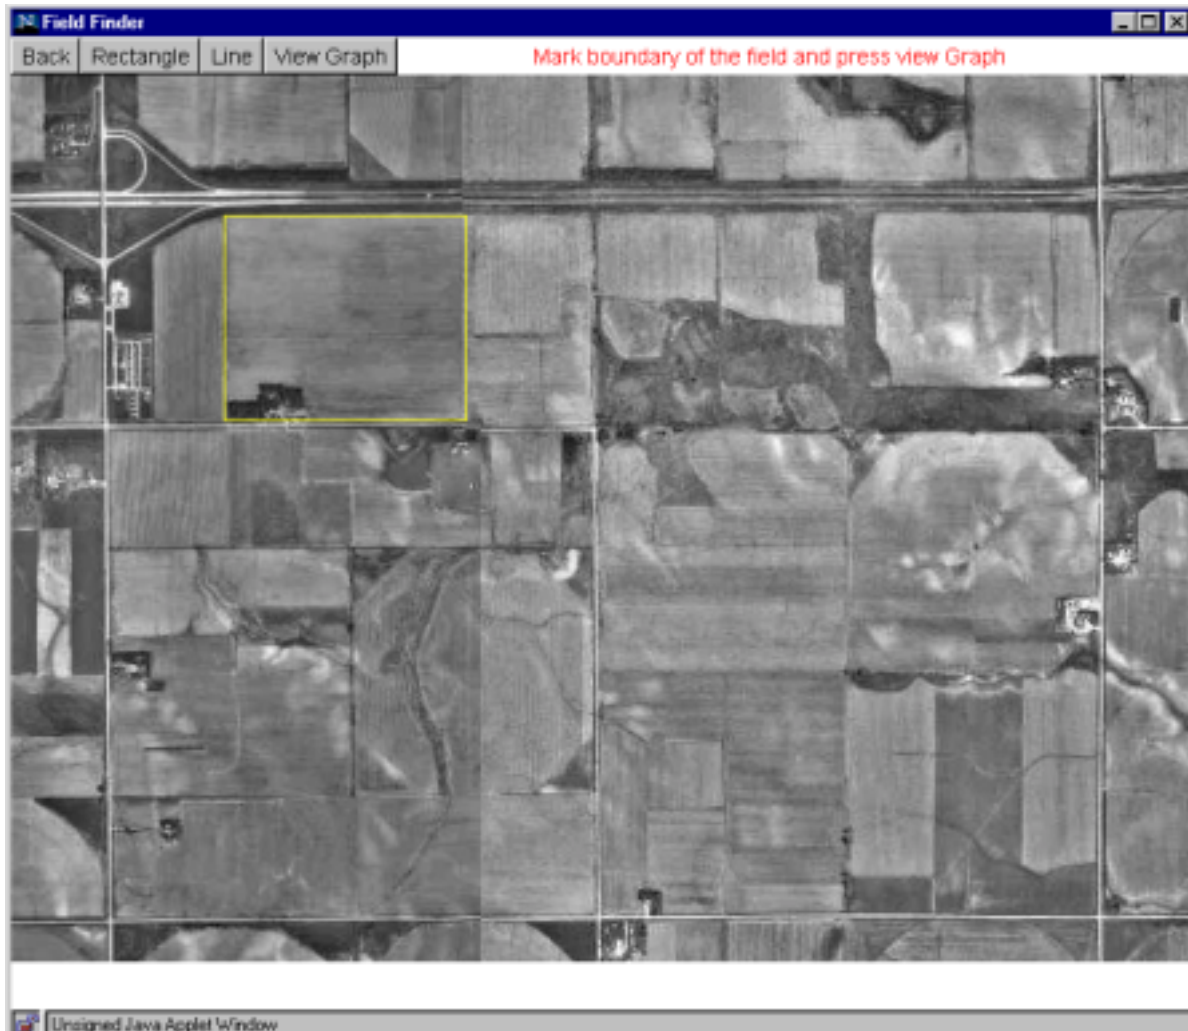 Field Finder
Back Rectangle Line View Graph Mark boundary of the field and press view Graph
Unsigned Java Applet Window